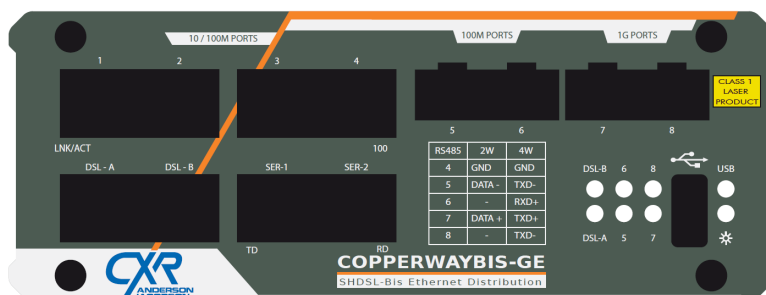 10 / 100M PORTS
100M PORTS
1G PORTS
1 2 3 4
CLASS 1
LASER
PRODUCT
5 6 7 8
LNK/ACT 100
RS485 2W 4W
4 GND GND
5 DATA - TXD-
6 - RXD+
7 DATA + TXD+
8 - TXD-
DSL - A DSL - B SER-1 SER-2
DSL-B 6 8 USB
DSL-A 5 7
TD RD
CXR
ANDERSON
JACOBSON
COPPERWAYBIS-GE
SHDSL-Bis Ethernet Distribution